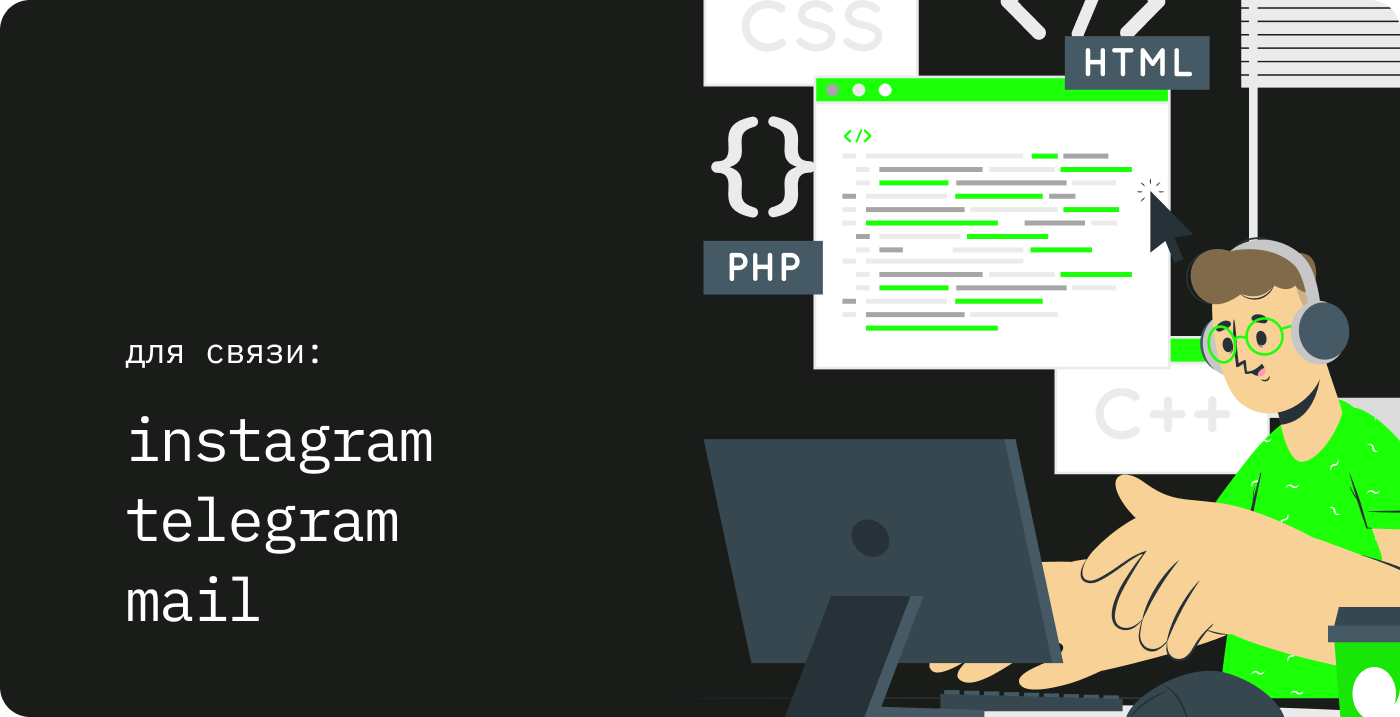 CSS
</>
HTML
</>
{}
PHP
C++
для связи:
instagram
telegram
mail